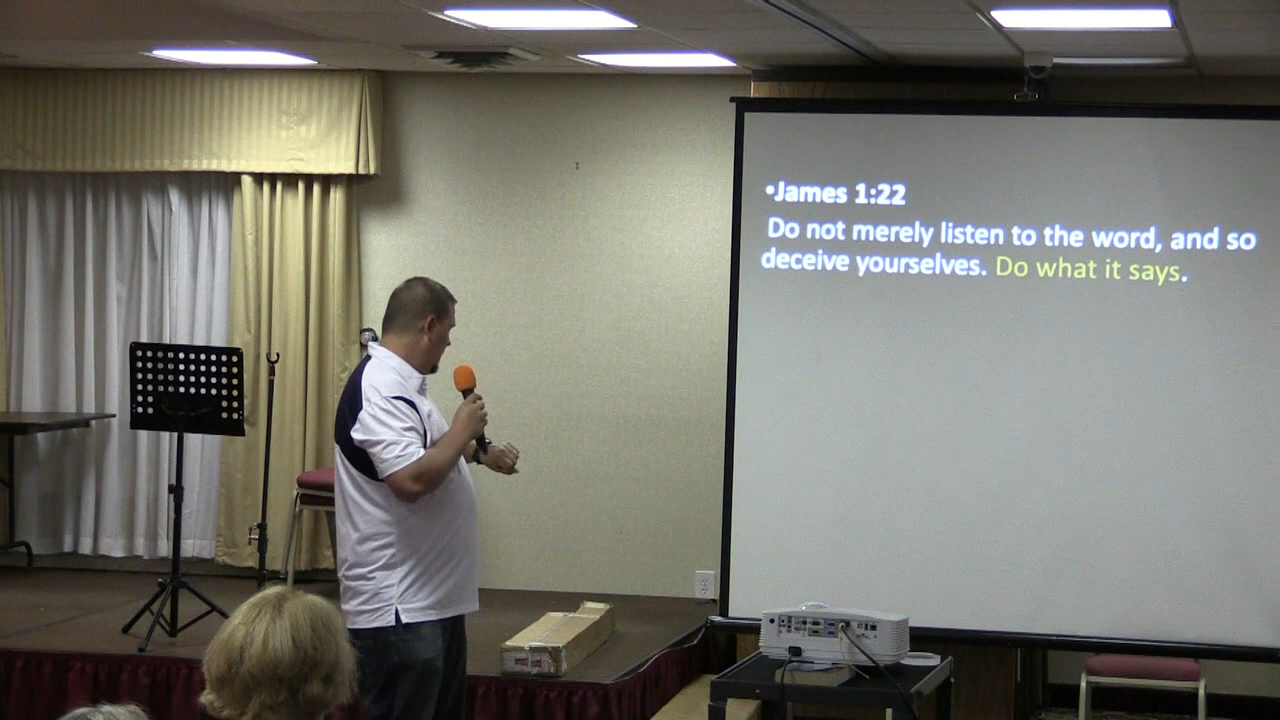 •James 1:22
Do not merely listen to the word, and so
deceive yourselves. Do what it says.